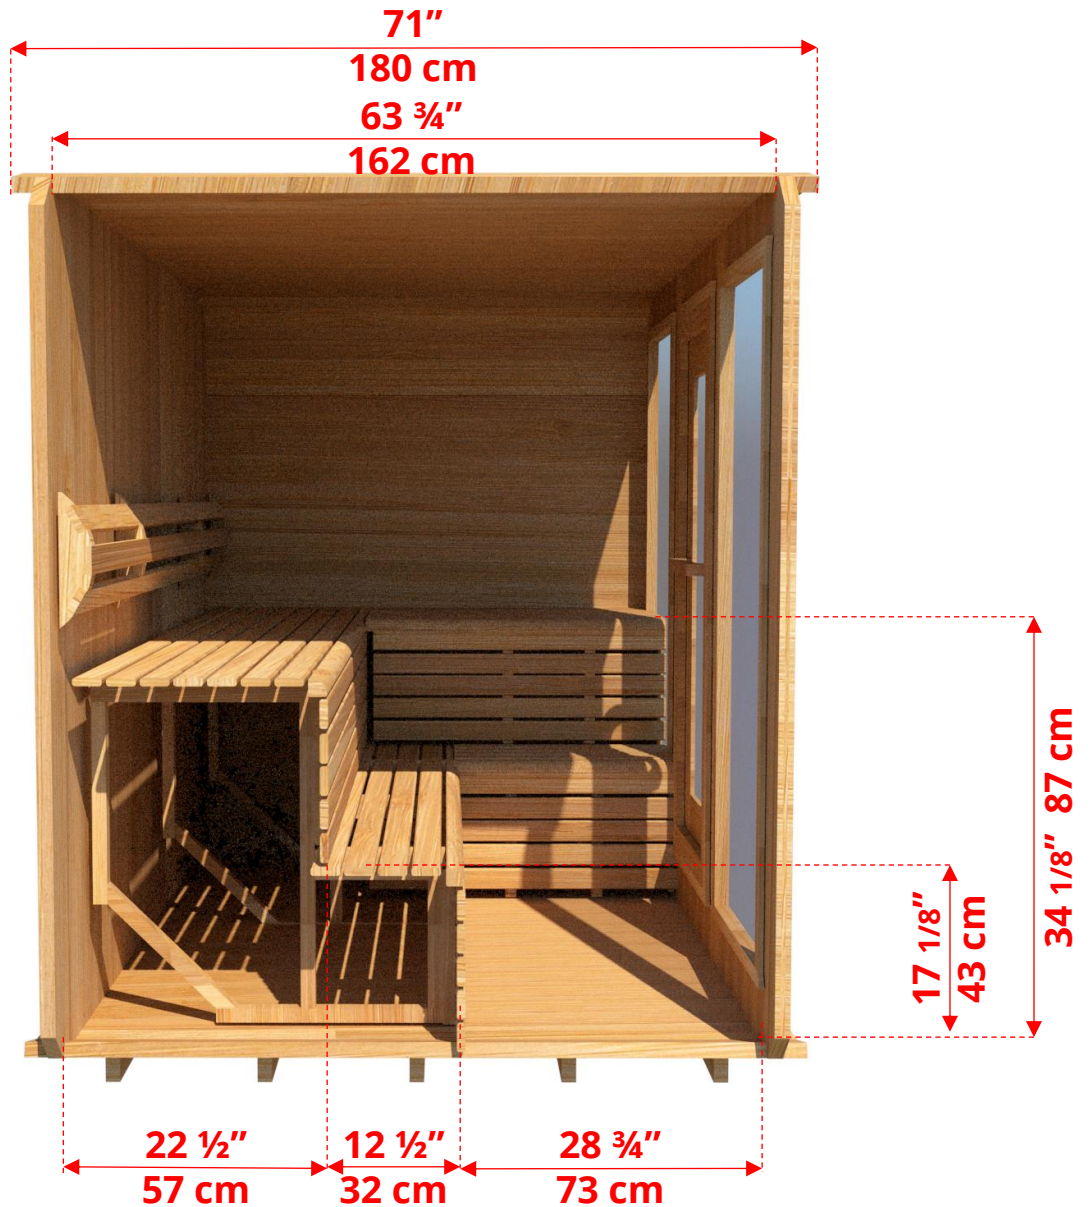 71”
180 cm
63 ¾”
162 cm
34 1/8” 87 cm
17 1/8”
43 cm
22 ½” 12 ½” 28 ¾”
57 cm 32 cm 73 cm